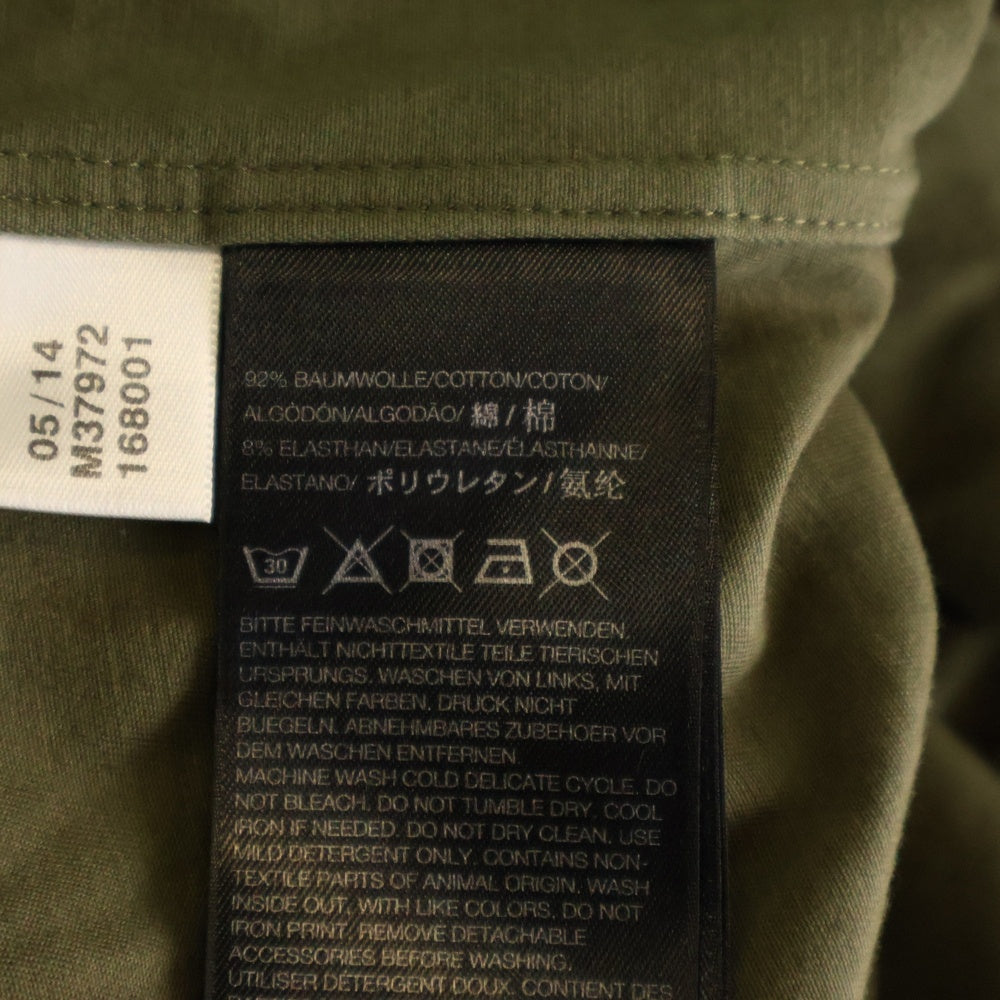 05/14
M37972
168001
92% BAUMWOLLE/COTTON/COTON/
ALGODÓN/ALGODÃO/ 綿/棉
8% ELASTHAN/ELASTANE/ÉLASTHANNE/
ELASTANO/ ポリウレタン/氨纶
30
BITTE FEINWASCHMITTEL VERWENDEN.
ENTHÄLT NICHTTEXTILE TEILE TIERISCHEN
URSPRUNGS. WASCHEN VON LINKS, MIT
GLEICHEN FARBEN. DRUCK NICHT
BUEGELN. ABNEHMBARES ZUBEHOER VOR
DEM WASCHEN ENTFERNEN.
MACHINE WASH COLD DELICATE CYCLE. DO
NOT BLEACH. DO NOT TUMBLE DRY. COOL
IRON IF NEEDED. DO NOT DRY CLEAN. USE
MILD DETERGENT ONLY. CONTAINS NON-
TEXTILE PARTS OF ANIMAL ORIGIN. WASH
INSIDE OUT, WITH LIKE COLORS. DO NOT
IRON PRINT. REMOVE DETACHABLE
ACCESSORIES BEFORE WASHING.
UTILISER DETERGENT DOUX. CONTIENT DES